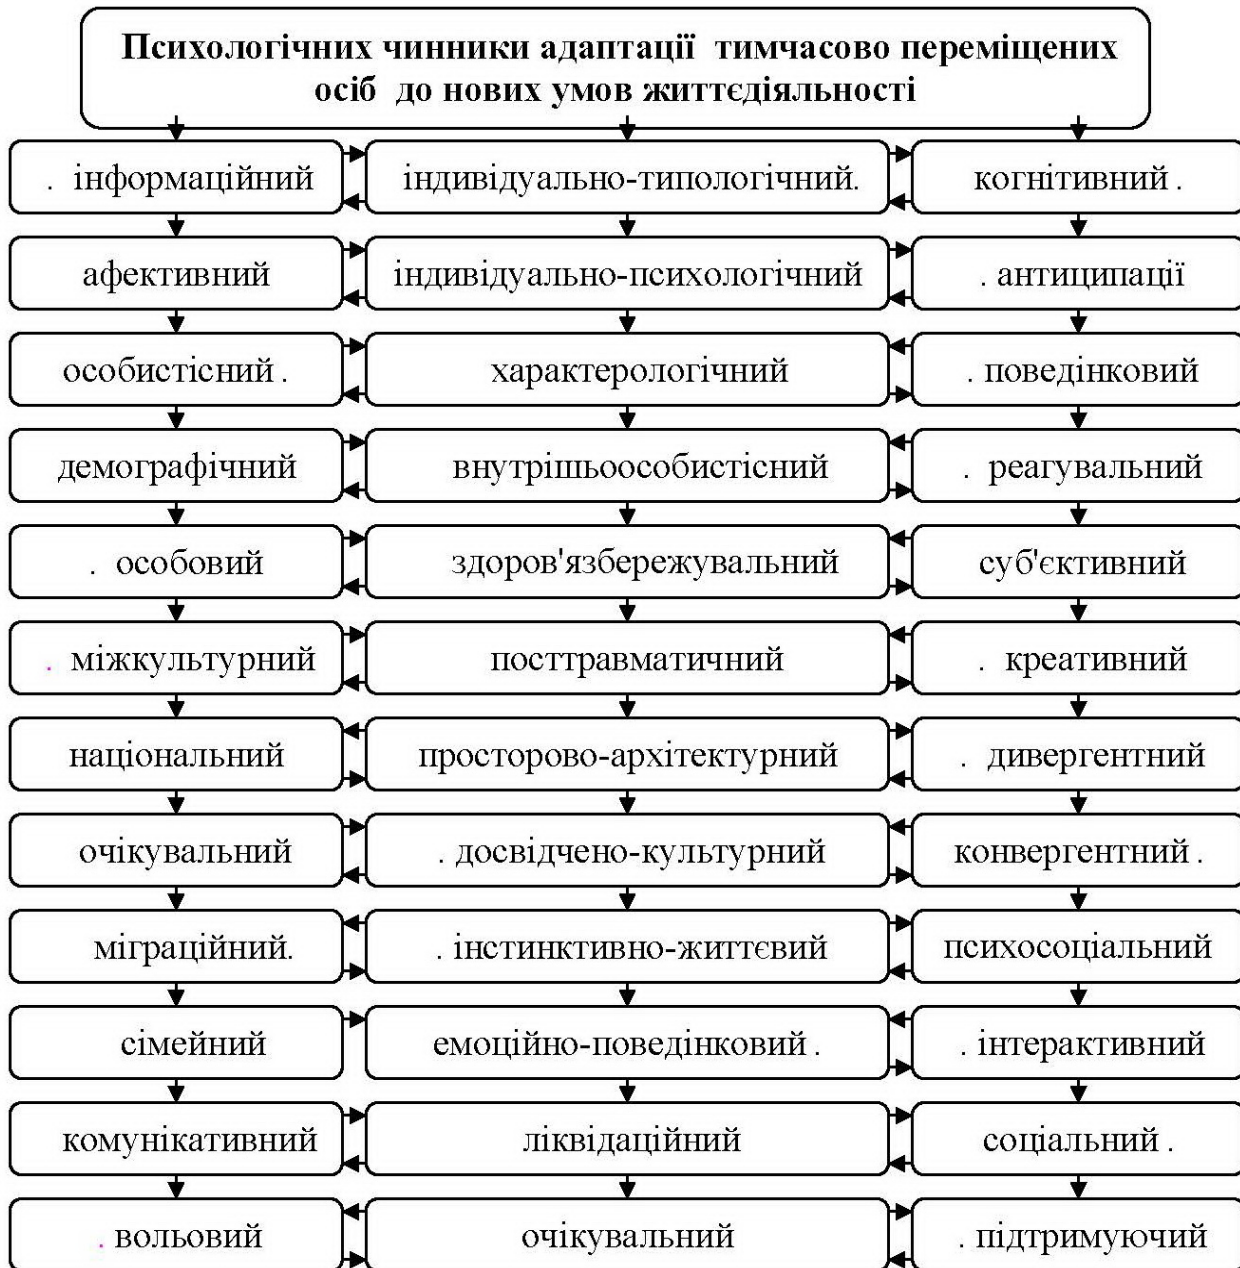 Психологічних чинники адаптації тимчасово переміщених
осіб до нових умов життєдіяльності
. інформаційний
індивідуально-типологічний.
когнітивний .
афективний
індивідуально-психологічний
. антиципації
особистісний .
характерологічний
. поведінковий
демографічний
внутрішьоособистісний
. реагувальний
. особовий
здоров'язбережувальний
суб'єктивний
. міжкультурний
посттравматичний
. креативний
національний
просторово-архітектурний
. дивергентний
очікувальний
. досвідчено-культурний
конвергентний .
міграційний.
. інстинктивно-життєвий
психосоціальний
сімейний
емоційно-поведінковий .
. інтерактивний
комунікативний
ліквідаційний
соціальний .
. вольовий
очікувальний
. підтримуючий